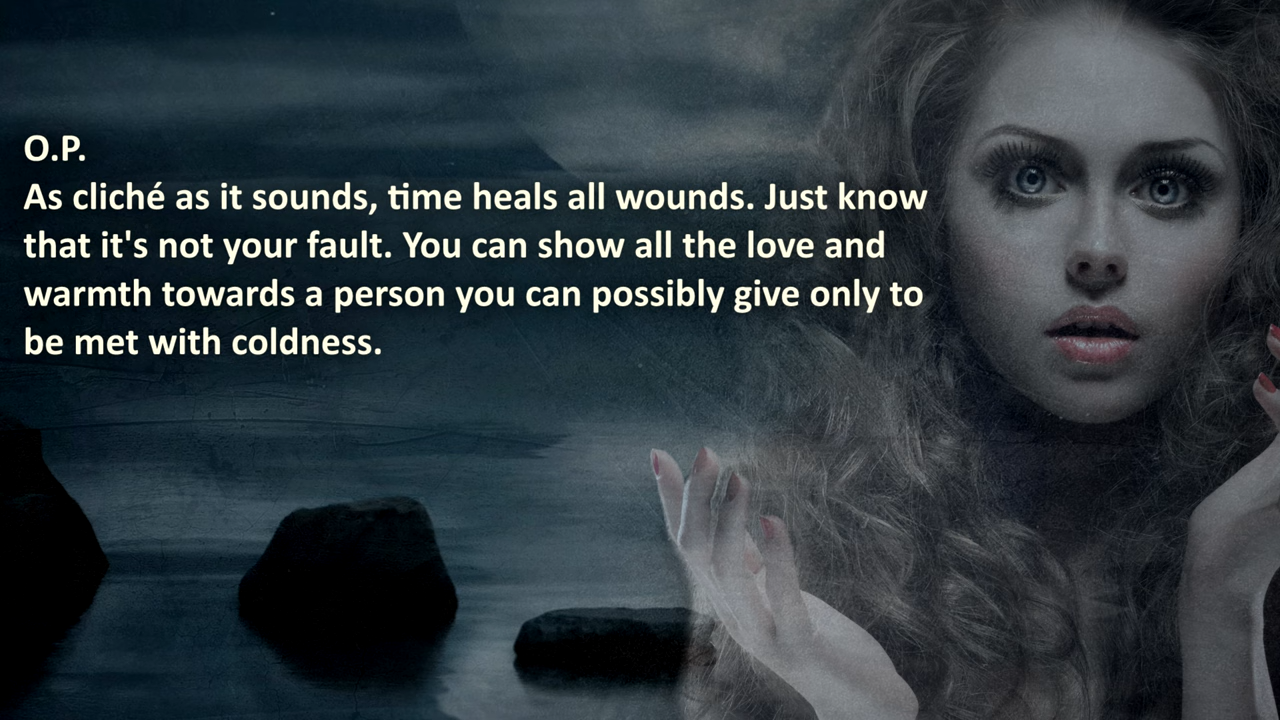 O.P.
As cliché as it sounds, time heals all wounds. Just know
that it's not your fault. You can show all the love and
warmth towards a person you can possibly give only to
be met with coldness.